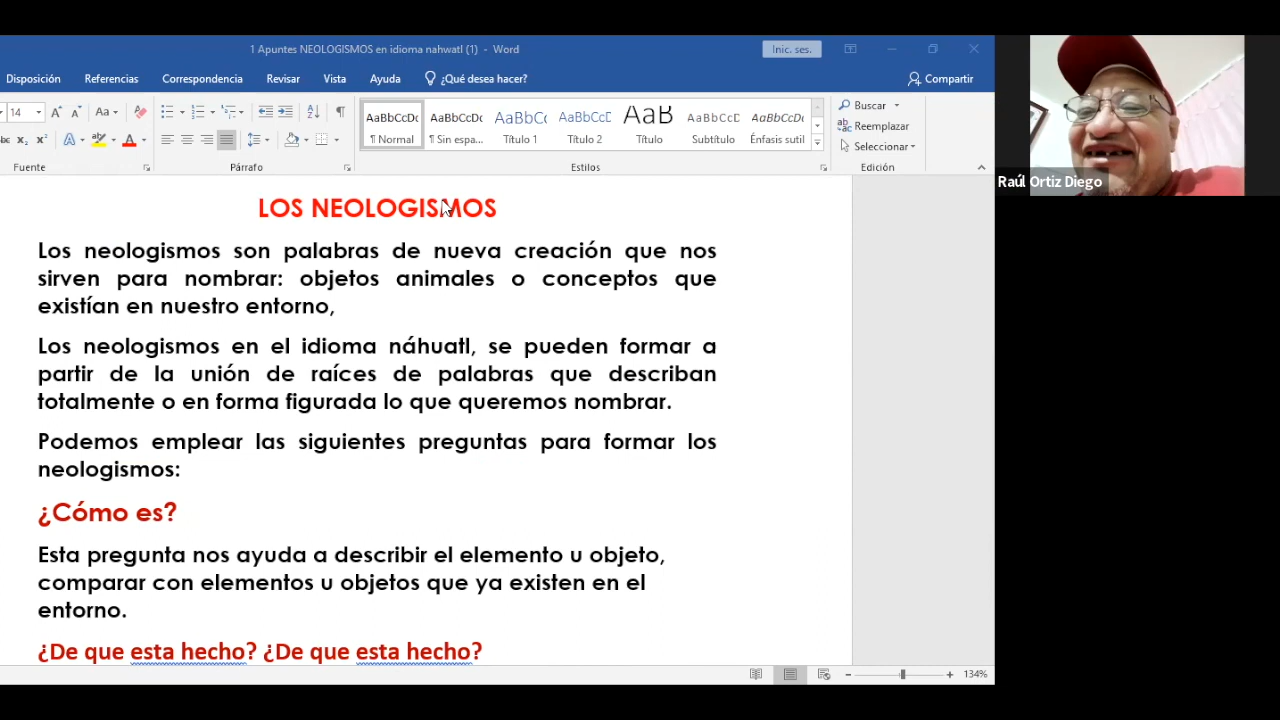 1 Apuntes NEOLOGISMOS en idioma nahwatl (1) - Word
Inic. ses.
Disposición Referencias Correspondencia Revisar Vista Ayuda ¿Qué desea hacer? Compartir
14 Aa
AaBbCcDc AaBbCcDc AaBbCc AaBbCcD AaB AaBbCcD AaBbCcDc
¶ Normal ¶ Sin espa... Título 1 Título 2 Título Subtítulo Énfasis sutil
Buscar
Reemplazar
Seleccionar
Fuente Párrafo Estilos Edición
Raúl Ortiz Diego
LOS NEOLOGISMOS
Los neologismos son palabras de nueva creación que nos
sirven para nombrar: objetos animales o conceptos que
existían en nuestro entorno,
Los neologismos en el idioma náhuatl, se pueden formar a
partir de la unión de raíces de palabras que describan
totalmente o en forma figurada lo que queremos nombrar.
Podemos emplear las siguientes preguntas para formar los
neologismos:
¿Cómo es?
Esta pregunta nos ayuda a describir el elemento u objeto,
comparar con elementos u objetos que ya existen en el
entorno.
¿De que esta hecho? ¿De que esta hecho?
134%